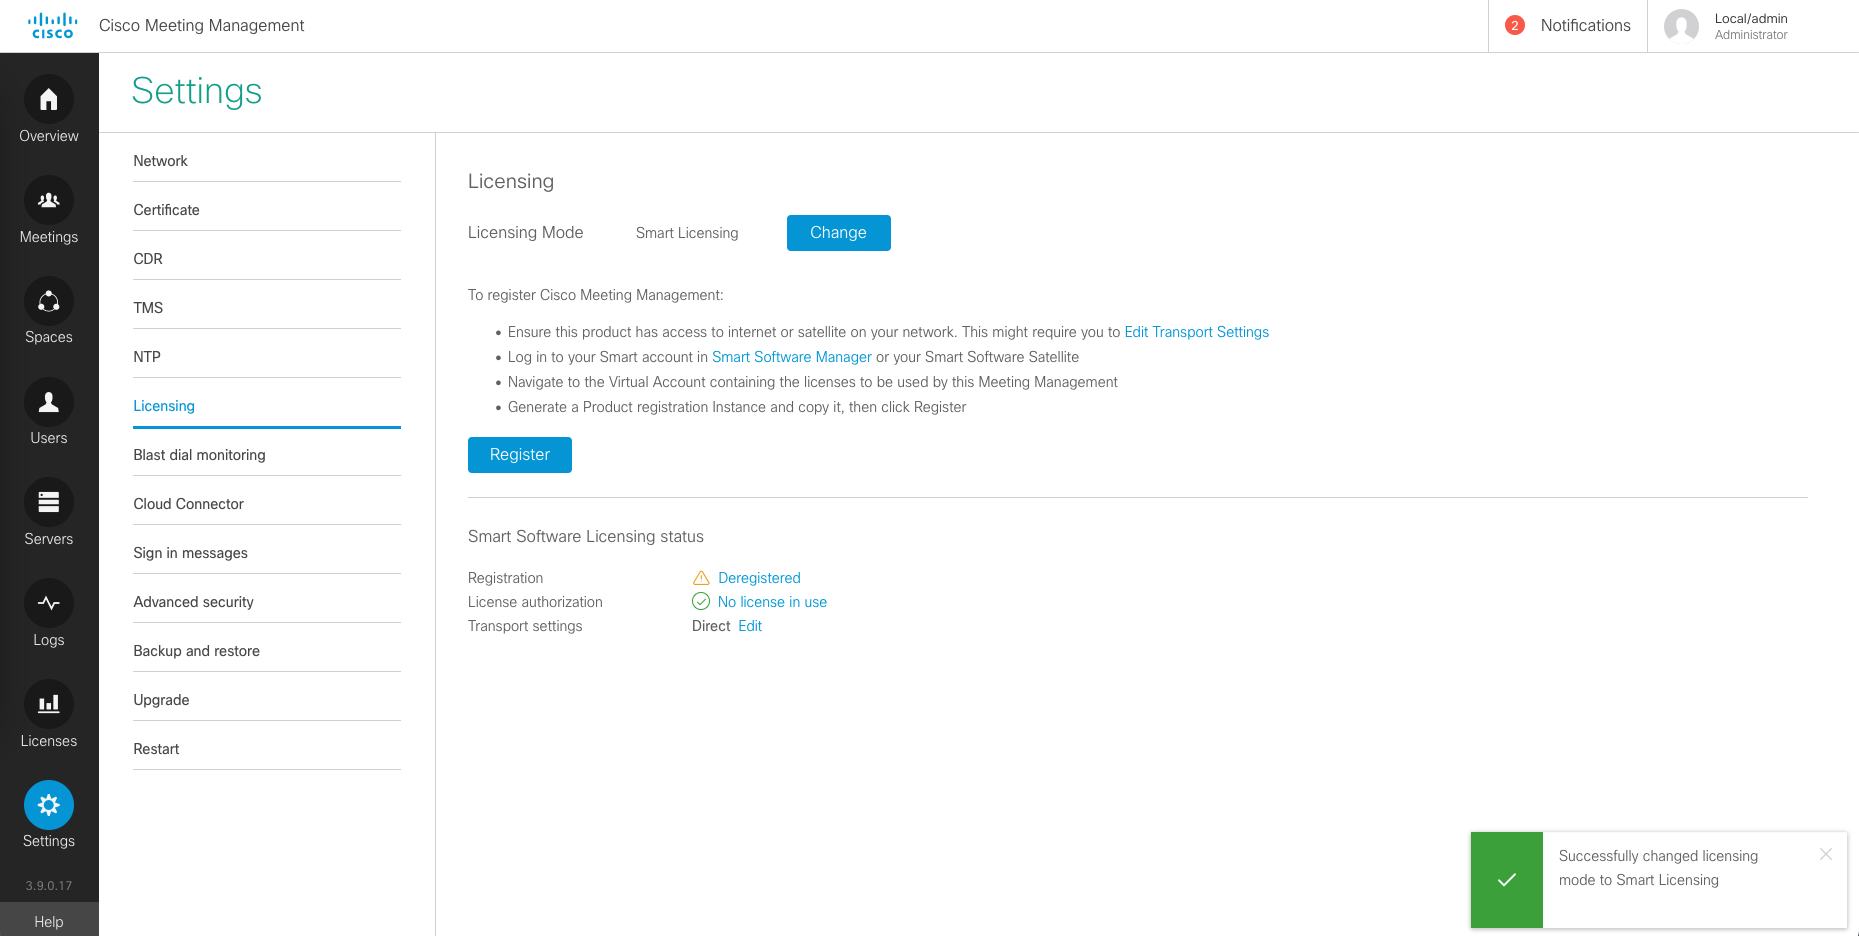 cisco
Cisco Meeting Management
2
Notifications
Local/admin
Administrator
Overview
Meetings
Spaces
Users
Servers
Logs
Licenses
Settings
3.9.0.17
Help
Settings
Network
Certificate
CDR
TMS
NTP
Licensing
Blast dial monitoring
Cloud Connector
Sign in messages
Advanced security
Backup and restore
Upgrade
Restart
Licensing
Licensing Mode Smart Licensing Change
To register Cisco Meeting Management:
• Ensure this product has access to internet or satellite on your network. This might require you to Edit Transport Settings
• Log in to your Smart account in Smart Software Manager or your Smart Software Satellite
• Navigate to the Virtual Account containing the licenses to be used by this Meeting Management
• Generate a Product registration Instance and copy it, then click Register
Register
Smart Software Licensing status
Registration Deregistered
License authorization No license in use
Transport settings Direct Edit
Successfully changed licensing
mode to Smart Licensing